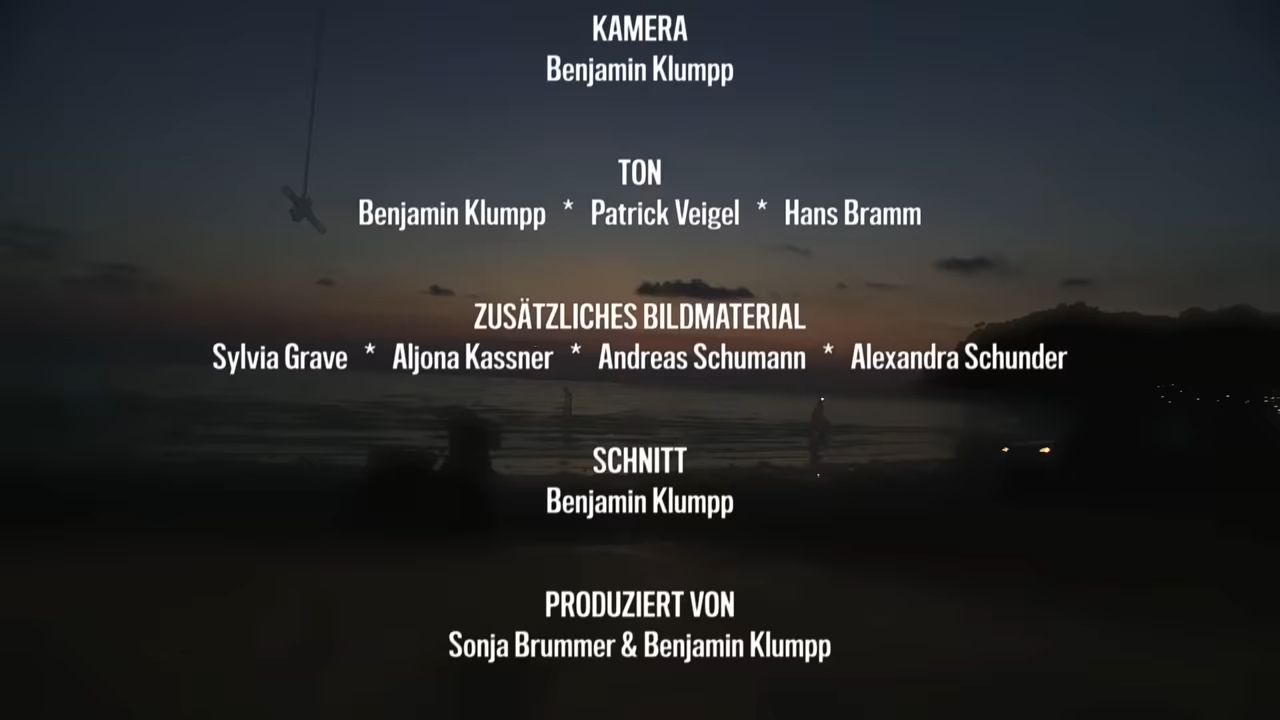 KAMERA
Benjamin Klumpp
TON
Benjamin Klumpp * Patrick Veigel * Hans Bramm
ZUSÄTZLICHES BILDMATERIAL
Sylvia Grave * Aljona Kassner * Andreas Schumann * Alexandra Schunder
SCHNITT
Benjamin Klumpp
PRODUZIERT VON
Sonja Brummer & Benjamin Klumpp